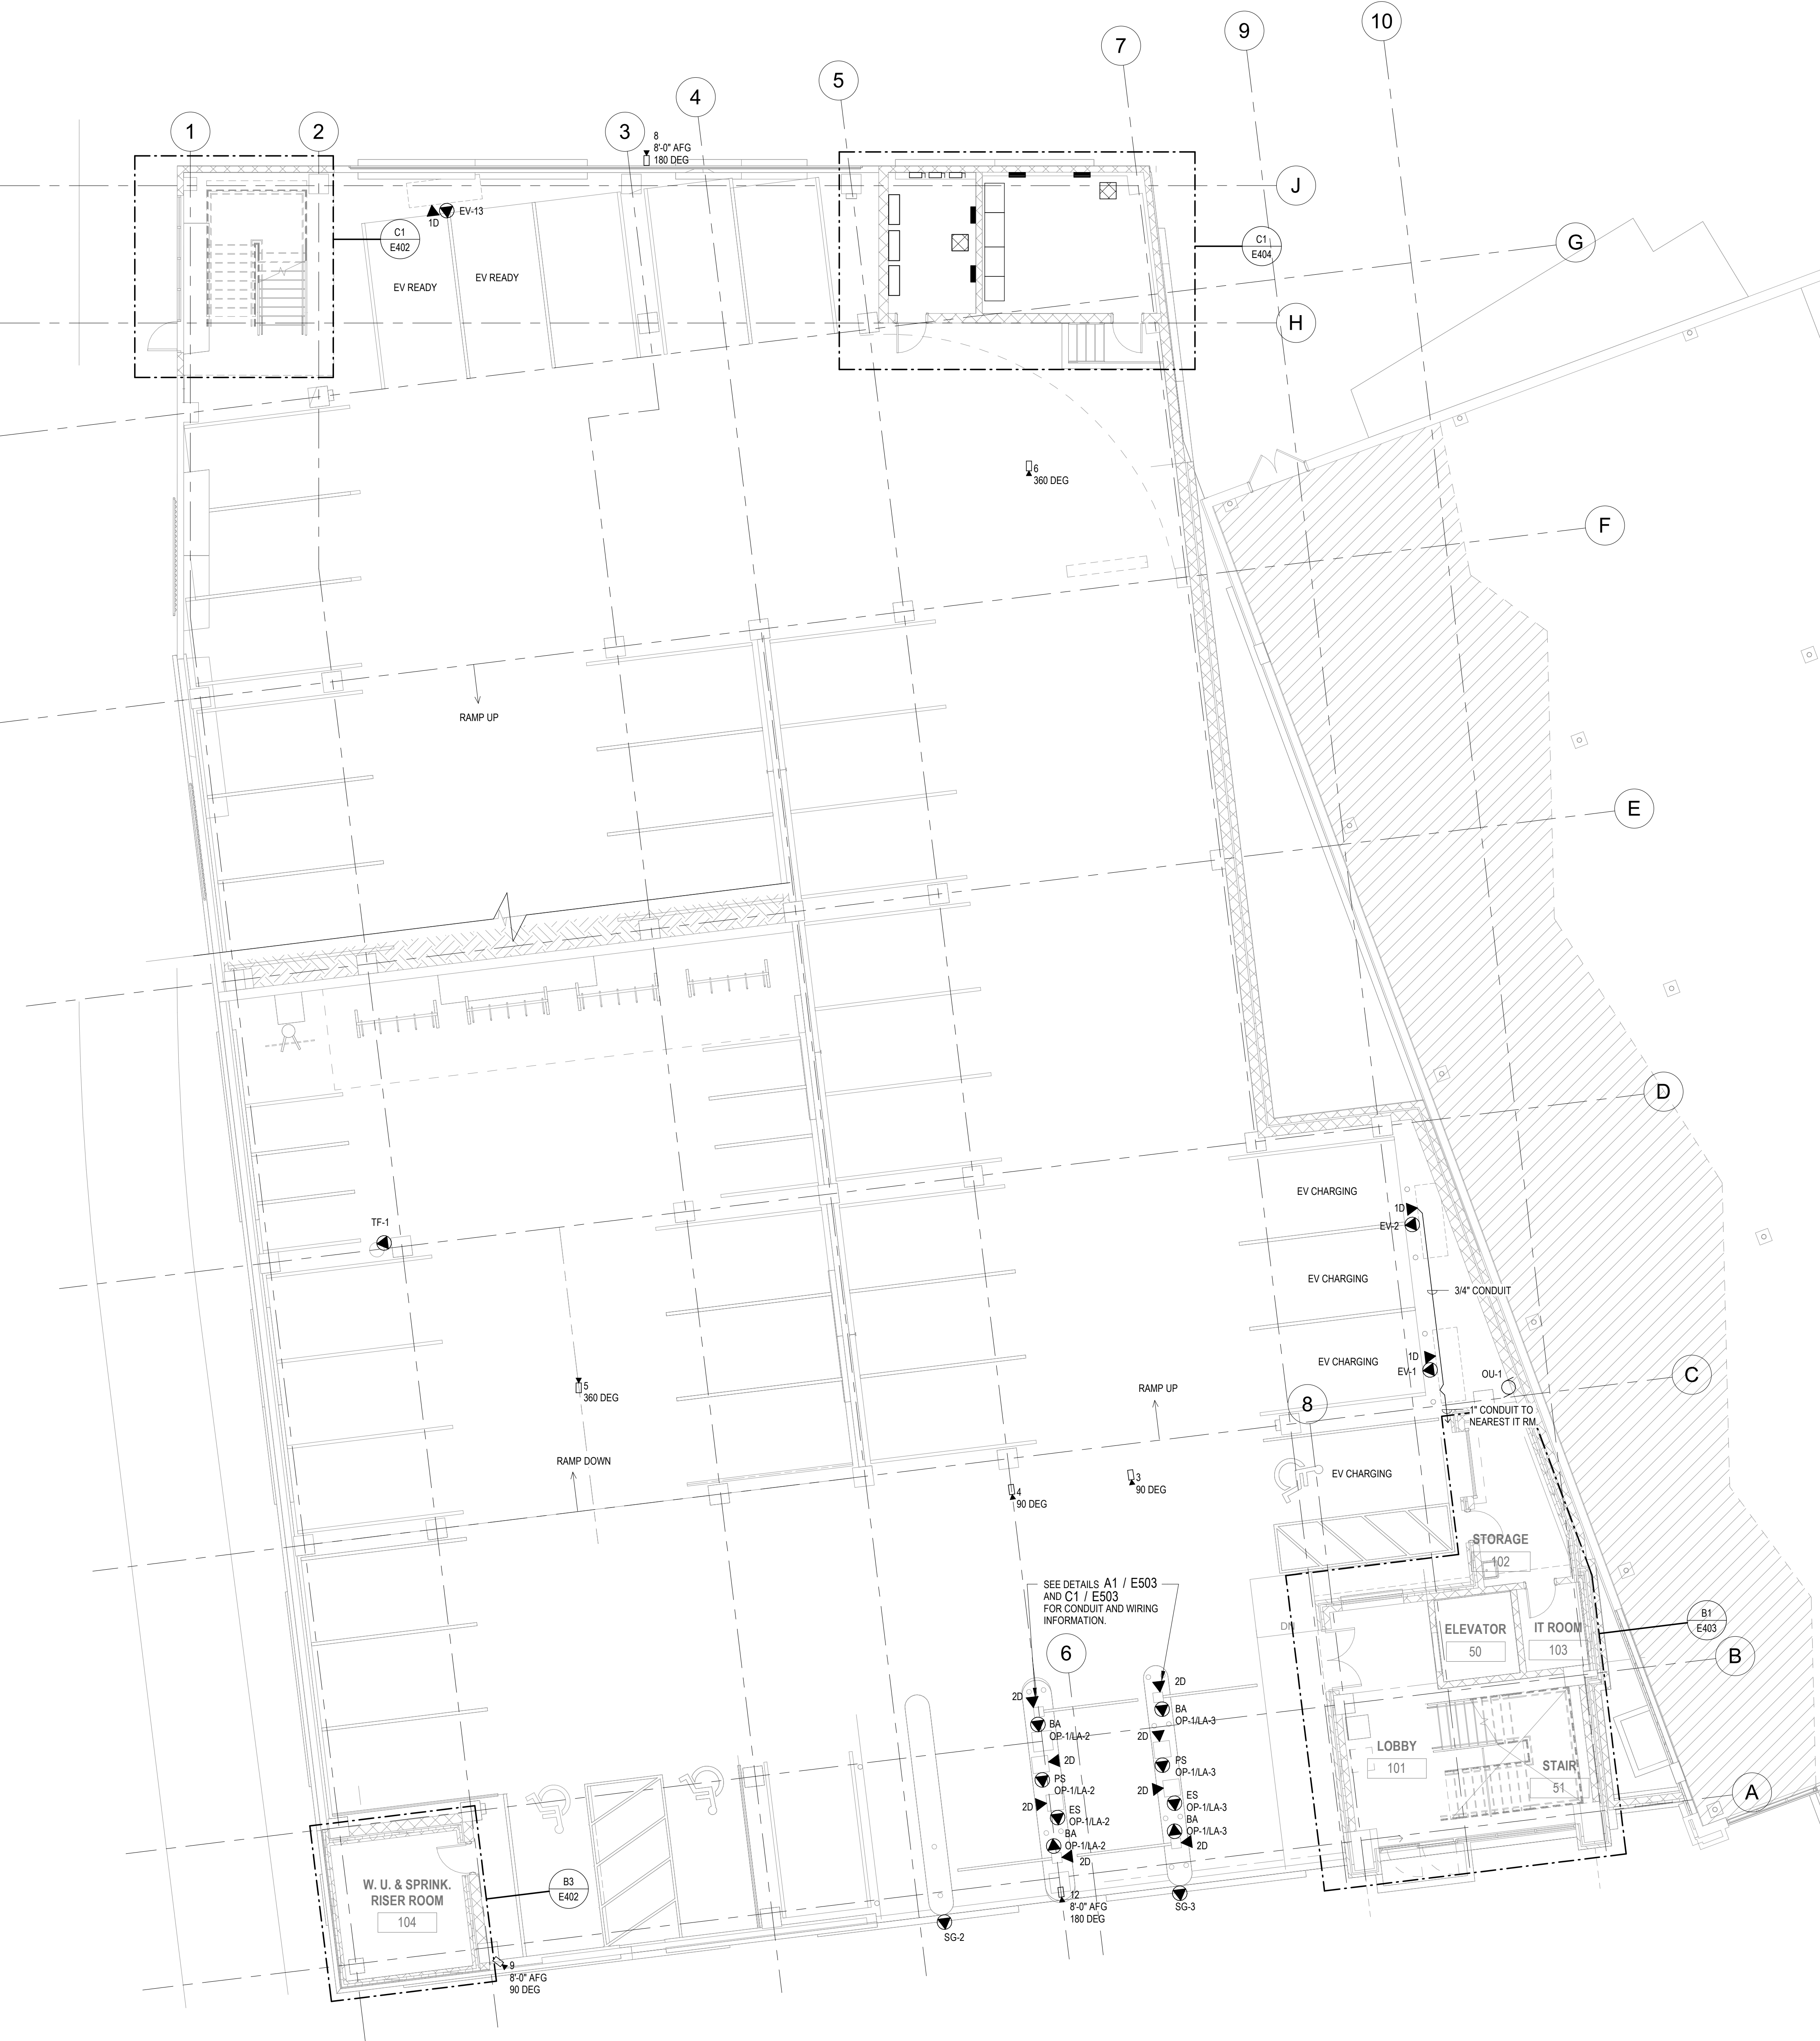 10
9
7
5
4
1
2
3
8
8'-0" AFG
180 DEG
J
EV-13
1D
C1
E402
C1
E404
G
EV READY
EV READY
H
6
360 DEG
F
RAMP UP
E
D
EV CHARGING
1D
EV-2
TF-1
EV CHARGING
3/4" CONDUIT
EV CHARGING
1D
EV-1
OU-1
C
5
360 DEG
RAMP UP
8
1" CONDUIT TO
NEAREST IT RM.
RAMP DOWN
EV CHARGING
3
90 DEG
4
90 DEG
STORAGE
102
SEE DETAILS A1 / E503
AND C1 / E503
FOR CONDUIT AND WIRING
INFORMATION.
DN
ELEVATOR
50
IT ROOM
103
B1
E403
6
B
2D
2D
BA
OP-1/LA-3
BA
OP-1/LA-2
2D
2D
PS
OP-1/LA-3
LOBBY
101
STAIR
51
PS
OP-1/LA-2
2D
A
ES
OP-1/LA-3
2D
ES
OP-1/LA-2
BA
OP-1/LA-3
2D
BA
OP-1/LA-2
2D
W. U. & SPRINK.
RISER ROOM
104
B3
E402
12
8'-0" AFG
180 DEG
SG-3
SG-2
9
8'-0" AFG
90 DEG